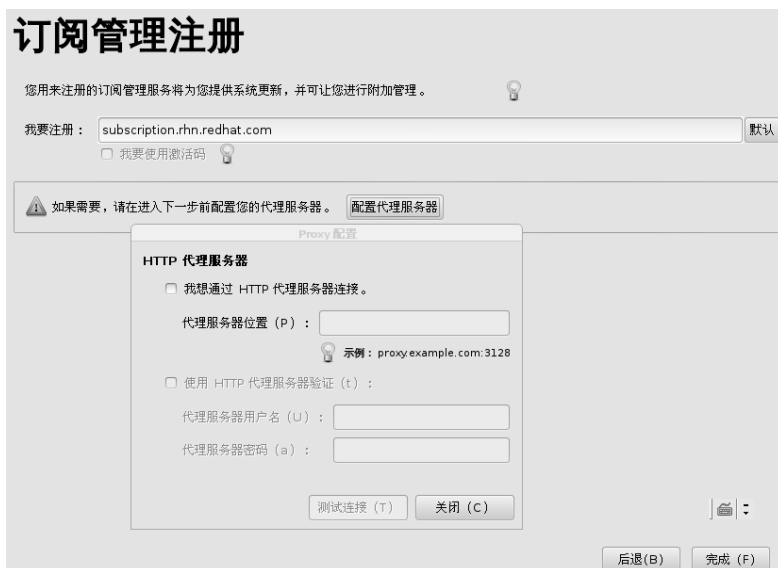 订阅管理注册
您用来注册的订阅管理服务将为您提供系统更新，并可让您进行附加管理。
我要注册： subscription.rhn.redhat.com 默认
我要使用激活码
如果需要，请在进入下一步前配置您的代理服务器。 配置代理服务器
Proxy 配置
HTTP 代理服务器
我想通过 HTTP 代理服务器连接。
代理服务器位置（P）：
示例：proxy.example.com:3128
使用 HTTP 代理服务器验证（t）：
代理服务器用户名（U）：
代理服务器密码（a）：
测试连接（T） 关闭（C）
后退(B) 完成（F）